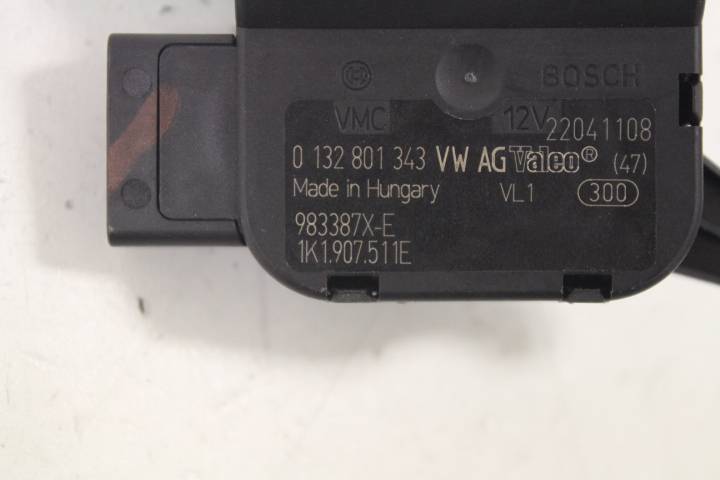 BOSCH
VMC 12V
22041108
0 132 801 343 VW AG Valeo® (47)
Made in Hungary VL1 300
983387X-E
1K1.907.511E